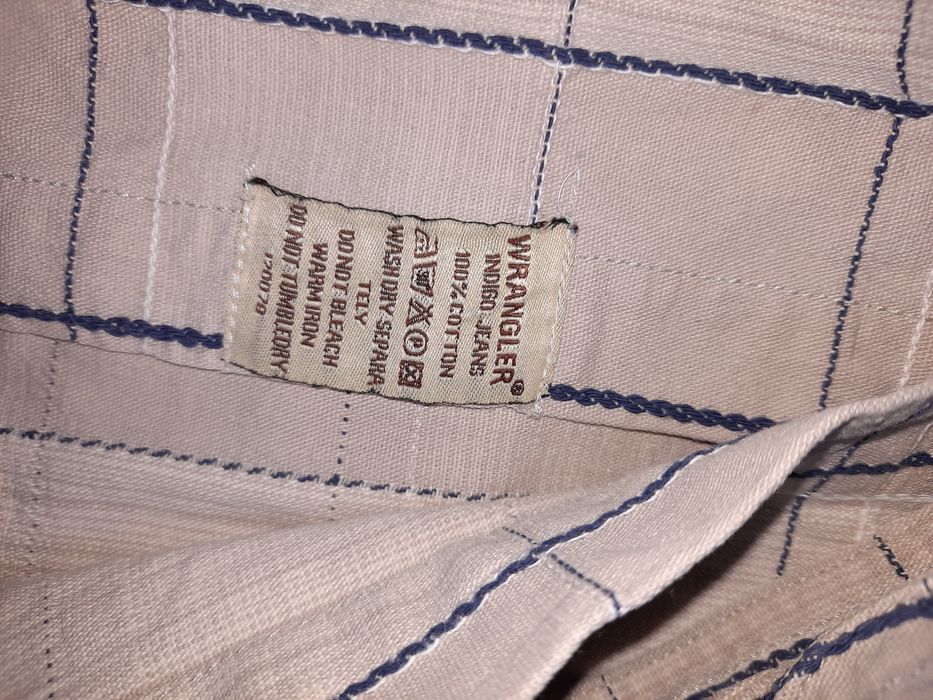 WRANGLER®
INDIGO JEANS
100% COTTON
WASH DRY SEPARA
TELY
DO NOT BLEACH
WARM IRON
DO NOT TUMBLE DRY